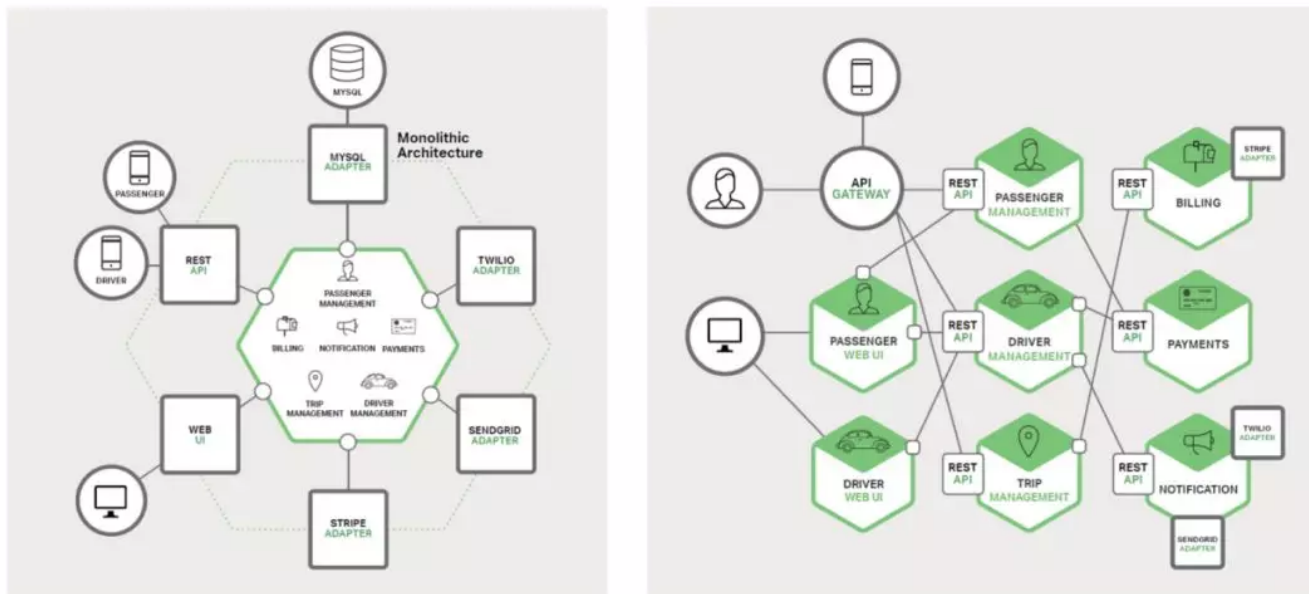 MYSQL
Monolithic
Architecture
MYSQL
ADAPTER
PASSENGER
DRIVER
REST
API
TWILIO
ADAPTER
PASSENGER
MANAGEMENT
BILLING
NOTIFICATION
PAYMENTS
TRIP
MANAGEMENT
DRIVER
MANAGEMENT
WEB
UI
SENDGRID
ADAPTER
STRIPE
ADAPTER
API
GATEWAY
REST
API
PASSENGER
MANAGEMENT
REST
API
BILLING
STRIPE
ADAPTER
PASSENGER
WEB UI
REST
API
DRIVER
MANAGEMENT
REST
API
PAYMENTS
DRIVER
WEB UI
REST
API
TRIP
MANAGEMENT
REST
API
NOTIFICATION
TWILIO
ADAPTER
SENDGRID
ADAPTER